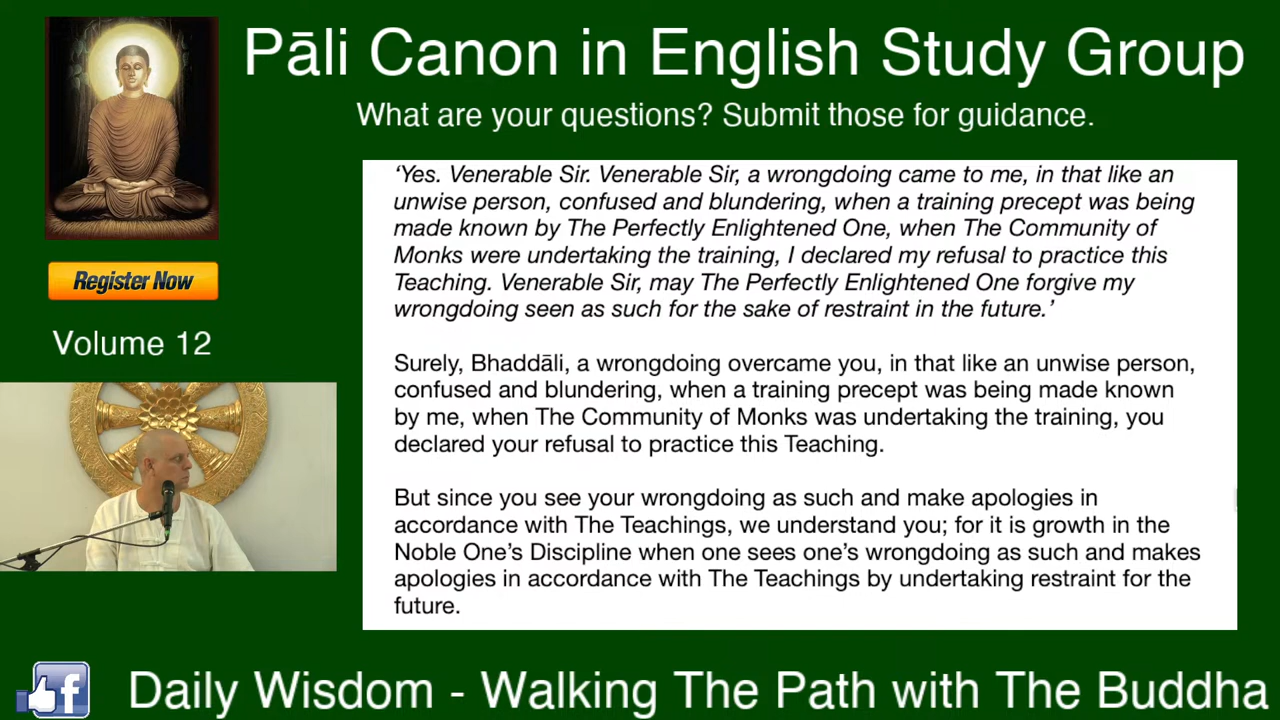 Pāli Canon in English Study Group
What are your questions? Submit those for guidance.
Register Now
Volume 12
‘Yes. Venerable Sir. Venerable Sir, a wrongdoing came to me, in that like an
unwise person, confused and blundering, when a training precept was being
made known by The Perfectly Enlightened One, when The Community of
Monks were undertaking the training, I declared my refusal to practice this
Teaching. Venerable Sir, may The Perfectly Enlightened One forgive my
wrongdoing seen as such for the sake of restraint in the future.’
Surely, Bhaddāli, a wrongdoing overcame you, in that like an unwise person,
confused and blundering, when a training precept was being made known
by me, when The Community of Monks was undertaking the training, you
declared your refusal to practice this Teaching.
But since you see your wrongdoing as such and make apologies in
accordance with The Teachings, we understand you; for it is growth in the
Noble One’s Discipline when one sees one’s wrongdoing as such and makes
apologies in accordance with The Teachings by undertaking restraint for the
future.
f
Daily Wisdom - Walking The Path with The Buddha